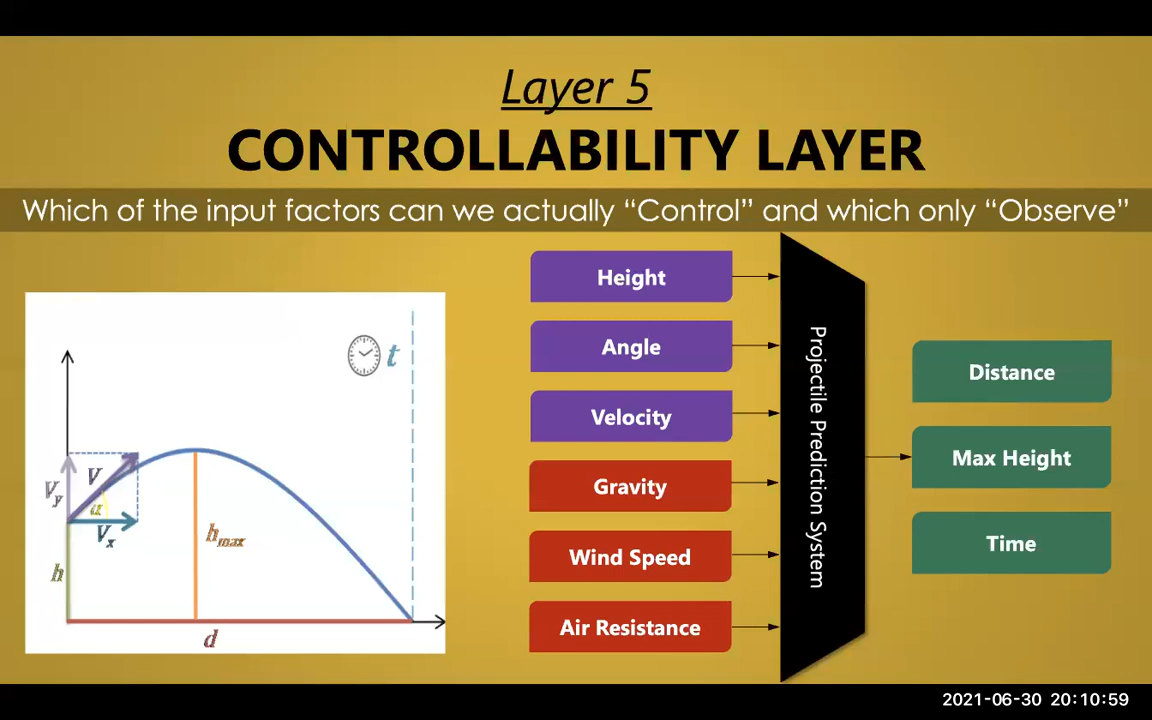 Layer 5
CONTROLLABILITY LAYER
Which of the input factors can we actually “Control” and which only “Observe”
Height
Angle
Velocity
Gravity
Wind Speed
Air Resistance
Projectile Prediction System
Distance
Max Height
Time
t
V
Vy
α
Vx
hmax
h
d
2021-06-30 20:10:59